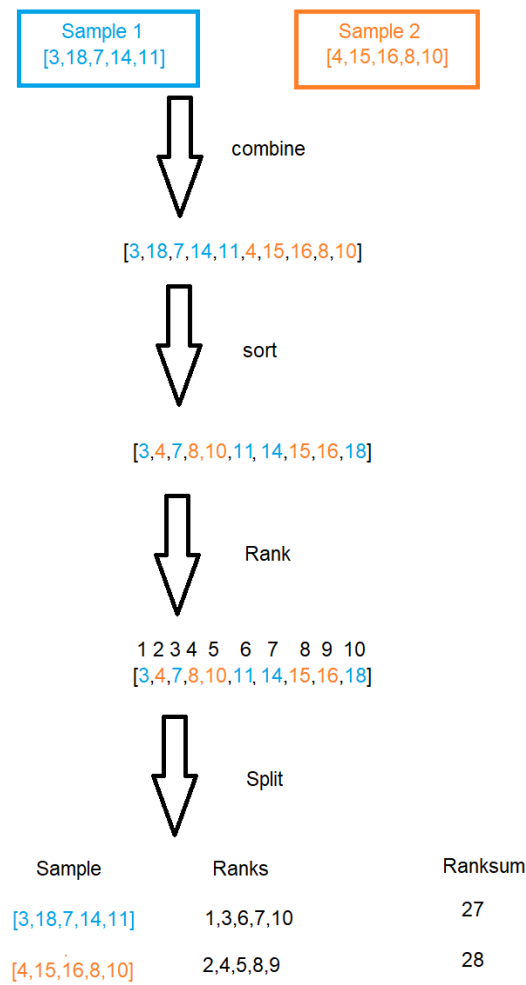 Sample 1
[3,18,7,14,11]
Sample 2
[4,15,16,8,10]
combine
[3,18,7,14,11,4,15,16,8,10]
sort
[3,4,7,8,10,11,14,15,16,18]
Rank
1 2 3 4 5 6 7 8 9 10
[3,4,7,8,10,11,14,15,16,18]
Split
Sample Ranks Ranksum
[3,18,7,14,11] 1,3,6,7,10 27
[4,15,16,8,10] 2,4,5,8,9 28